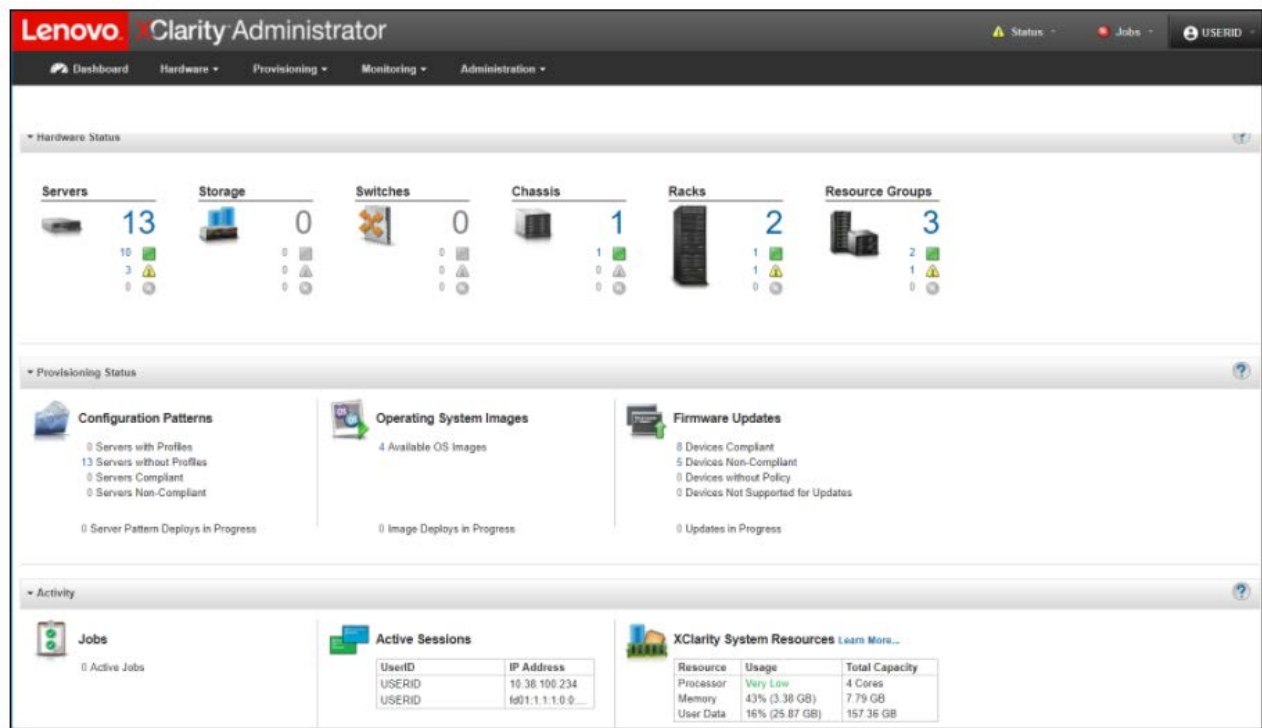 Lenovo. XClarity Administrator
Status Jobs USERID
Dashboard Hardware Provisioning Monitoring Administration
Hardware Status
Servers Storage Switches Chassis Racks Resource Groups
13 0 0 1 2 3
10 0 0 1 1 2
3 0 0 0 1 1
0 0 0 0 0 0
Provisioning Status
Configuration Patterns
0 Servers with Profiles
13 Servers without Profiles
0 Servers Compliant
0 Servers Non-Compliant
0 Server Pattern Deploys in Progress
Operating System Images
4 Available OS Images
0 Image Deploys in Progress
Firmware Updates
8 Devices Compliant
5 Devices Non-Compliant
0 Devices without Policy
0 Devices Not Supported for Updates
0 Updates in Progress
Activity
Jobs
0 Active Jobs
Active Sessions
UserID IP Address
USERID 10.38.100.234
USERID fd01:1:1:1:0:0:...
XClarity System Resources Learn More...
Resource Usage Total Capacity
Processor Very Low 4 Cores
Memory 43% (3.38 GB) 7.79 GB
User Data 16% (25.87 GB) 157.36 GB